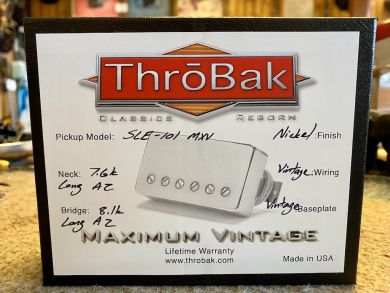 ThrōBak
CLASSICS REBORN
Pickup Model: SLE-101 MXV Nickel :Finish
Neck: 7.6k Vintage :Wiring
Long A2
Bridge: 8.1k Vintage Baseplate
Long A2
MAXIMUM VINTAGE
Lifetime Warranty
www.throbak.com Made in USA